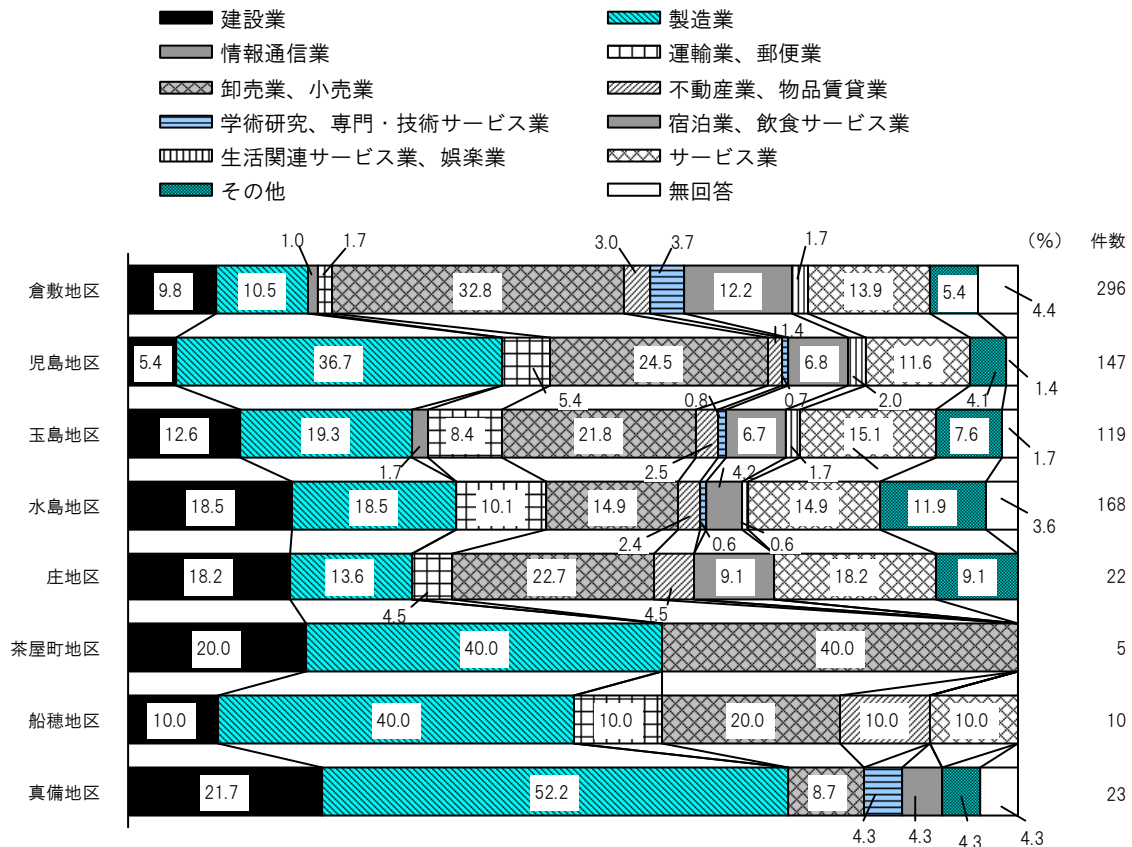 建設業 製造業
情報通信業 運輸業、郵便業
卸売業、小売業 不動産業、物品賃貸業
学術研究、専門・技術サービス業 宿泊業、飲食サービス業
生活関連サービス業、娯楽業 サービス業
その他 無回答
1.0 1.7 3.0 3.7 1.7 (%) 件数
倉敷地区 9.8 10.5 32.8 12.2 13.9 5.4 4.4 296
1.4
児島地区 5.4 36.7 24.5 6.8 11.6 147
5.4 0.8 0.7 2.0 4.1 1.4
玉島地区 12.6 19.3 8.4 21.8 6.7 15.1 7.6 119
1.7 2.5 4.2 1.7 1.7
水島地区 18.5 18.5 10.1 14.9 14.9 11.9 168
2.4 0.6 0.6 3.6
庄地区 18.2 13.6 22.7 9.1 18.2 9.1 22
4.5 4.5
茶屋町地区 20.0 40.0 40.0 5
船穂地区 10.0 40.0 10.0 20.0 10.0 10.0 10
真備地区 21.7 52.2 8.7 23
4.3 4.3 4.3 4.3